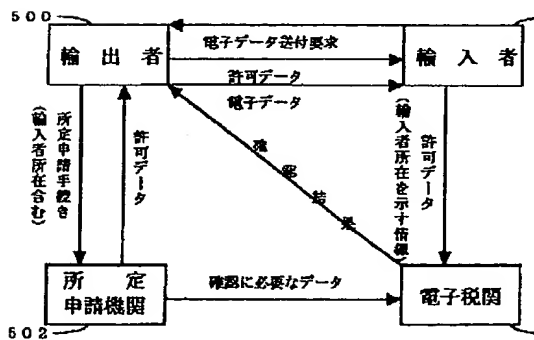 500
輸出者
輸入者
電子データ送付要求
許可データ
電子データ
所定申請手続き
(輸入者所在含む)
許可データ
確認結果
(輸入者所在を示す情報)
許可データ
所定
申請機関
確認に必要なデータ
電子税関
502